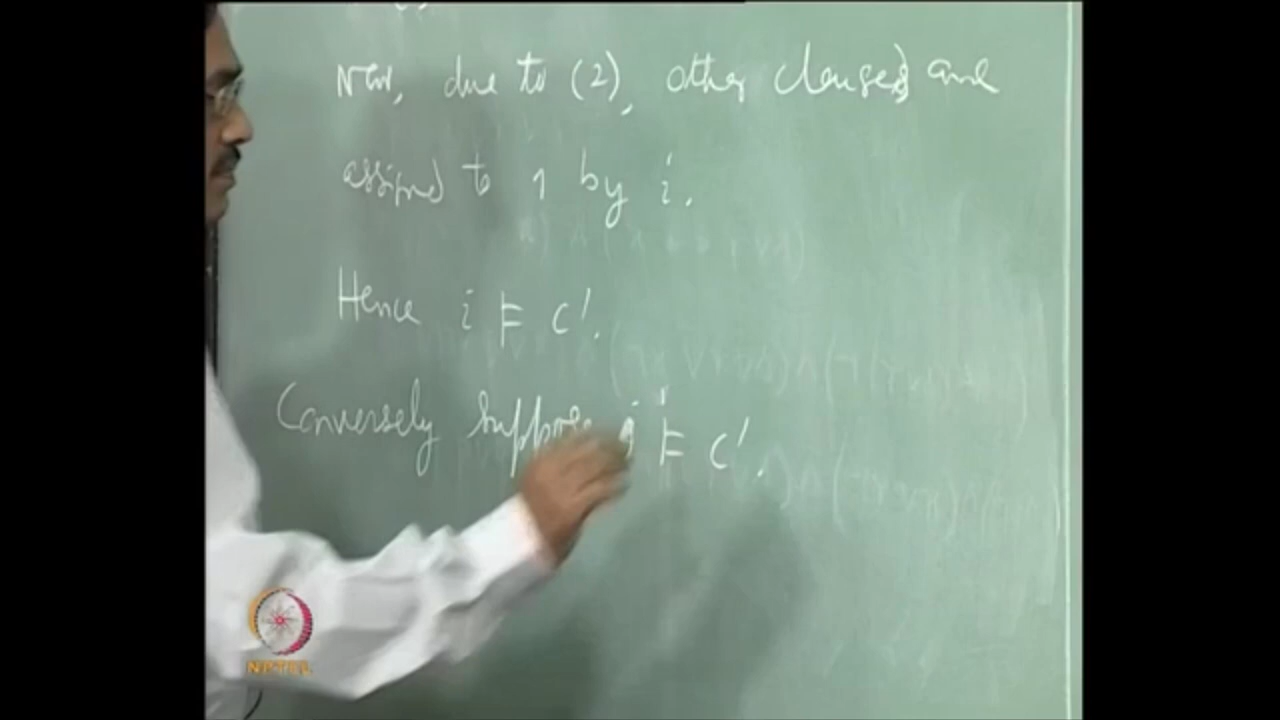 Now, due to (2), other clauses are
assigned to 1 by i.
Hence i ⊨ C'.
Conversely suppose j ⊨ C'.
NPTEL